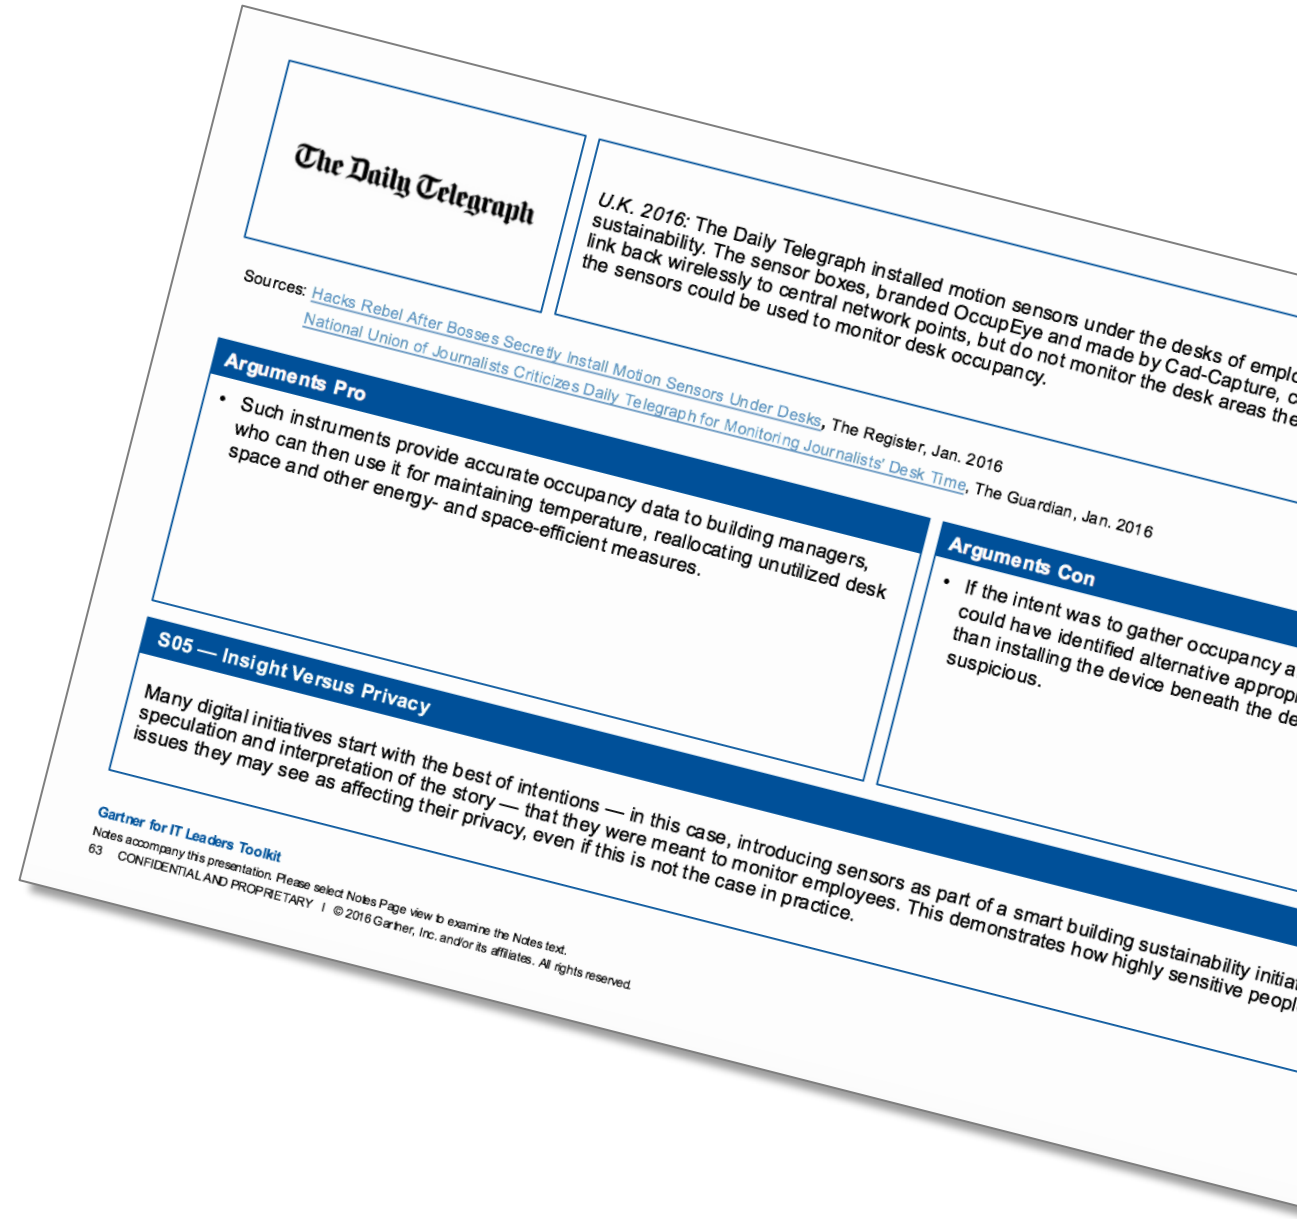 The Daily Telegraph
U.K. 2016: The Daily Telegraph installed motion sensors under the desks of emplo
sustainability. The sensor boxes, branded OccupEye and made by Cad-Capture, c
link back wirelessly to central network points, but do not monitor the desk areas the
the sensors could be used to monitor desk occupancy.
Sources: Hacks Rebel After Bosses Secretly Install Motion Sensors Under Desks, The Register, Jan. 2016
National Union of Journalists Criticizes Daily Telegraph for Monitoring Journalists' Desk Time, The Guardian, Jan. 2016
Arguments Pro
• Such instruments provide accurate occupancy data to building managers,
who can then use it for maintaining temperature, reallocating unutilized desk
space and other energy- and space-efficient measures.
Arguments Con
• If the intent was to gather occupancy a
could have identified alternative appropr
than installing the device beneath the de
suspicious.
S05 — Insight Versus Privacy
Many digital initiatives start with the best of intentions — in this case, introducing sensors as part of a smart building sustainability initiat
speculation and interpretation of the story — that they were meant to monitor employees. This demonstrates how highly sensitive peopl
issues they may see as affecting their privacy, even if this is not the case in practice.
Gartner for IT Leaders Toolkit
Notes accompany this presentation. Please select Notes Page view to examine the Notes text.
63 CONFIDENTIAL AND PROPRIETARY | © 2016 Gartner, Inc. and/or its affiliates. All rights reserved.